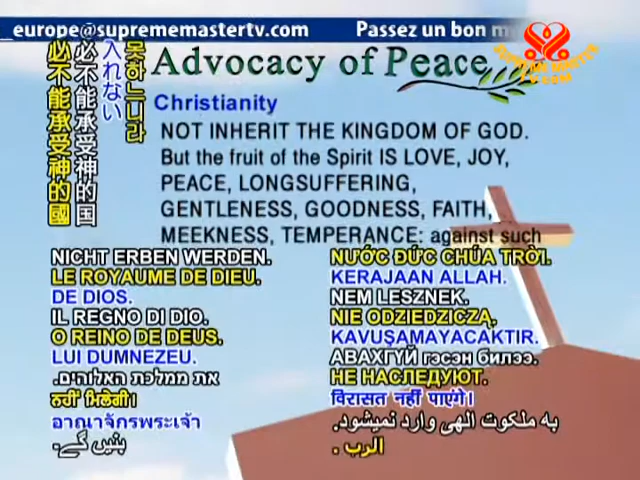 _europe@suprememastertv.com Passez un bon m
SUPREME MASTER
TV.COM
Advocacy of Peace
Christianity
NOT INHERIT THE KINGDOM OF GOD.
But the fruit of the Spirit IS LOVE, JOY,
PEACE, LONGSUFFERING,
GENTLENESS, GOODNESS, FAITH,
MEEKNESS, TEMPERANCE: against such
못하느니라
入れない
必不能承受神的国
必不能承受神的國
NICHT ERBEN WERDEN.
LE ROYAUME DE DIEU.
DE DIOS.
IL REGNO DI DIO.
O REINO DE DEUS.
LUI DUMNEZEU.
את ממלכת האלוהים.
ਨਹੀਂ ਮਿਲੇਗੀ।
อาณาจักรพระเจ้า
بنیں گے۔
NƯỚC ĐỨC CHÚA TRỜI.
KERAJAAN ALLAH.
NEM LESZNEK.
NIE ODZIEDZICZĄ.
KAVUŞAMAYACAKTIR.
АВАХГҮЙ гэсэн билээ.
НЕ НАСЛЕДУЮТ.
विरासत नहीं पाएंगे।
به ملکوت الهی وارد نمیشود.
الرب .